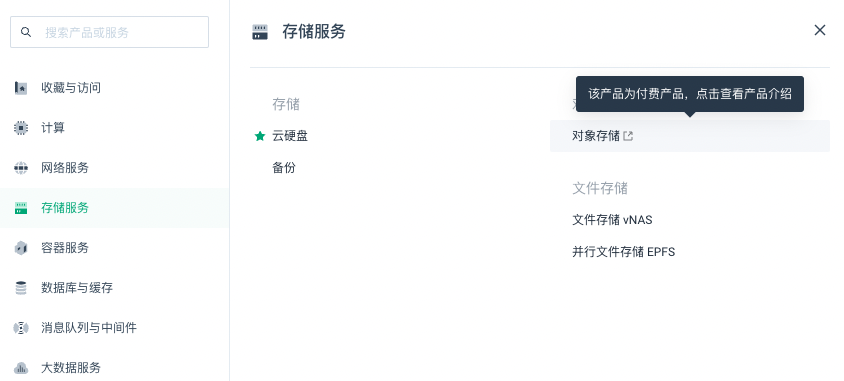 搜索产品或服务
收藏与访问
计算
网络服务
存储服务
容器服务
数据库与缓存
消息队列与中间件
大数据服务
存储服务
存储
云硬盘
备份
该产品为付费产品，点击查看产品介绍
对象存储
文件存储
文件存储 vNAS
并行文件存储 EPFS